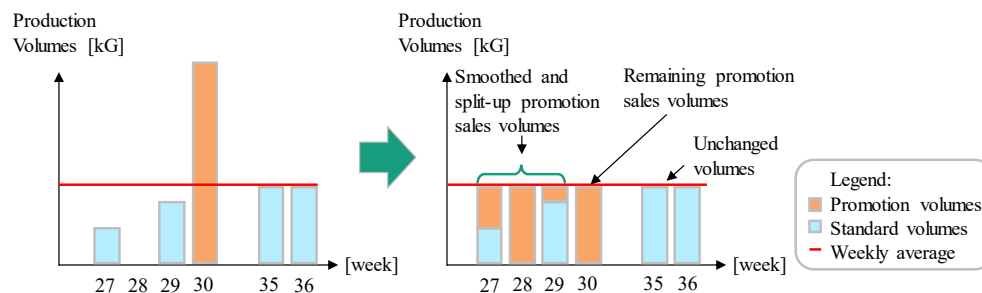 Production
Volumes [kG]
[week]
27 28 29 30 35 36
Production
Volumes [kG]
Smoothed and
split-up promotion
sales volumes
Remaining promotion
sales volumes
Unchanged
volumes
[week]
27 28 29 30 35 36
Legend:
Promotion volumes
Standard volumes
Weekly average